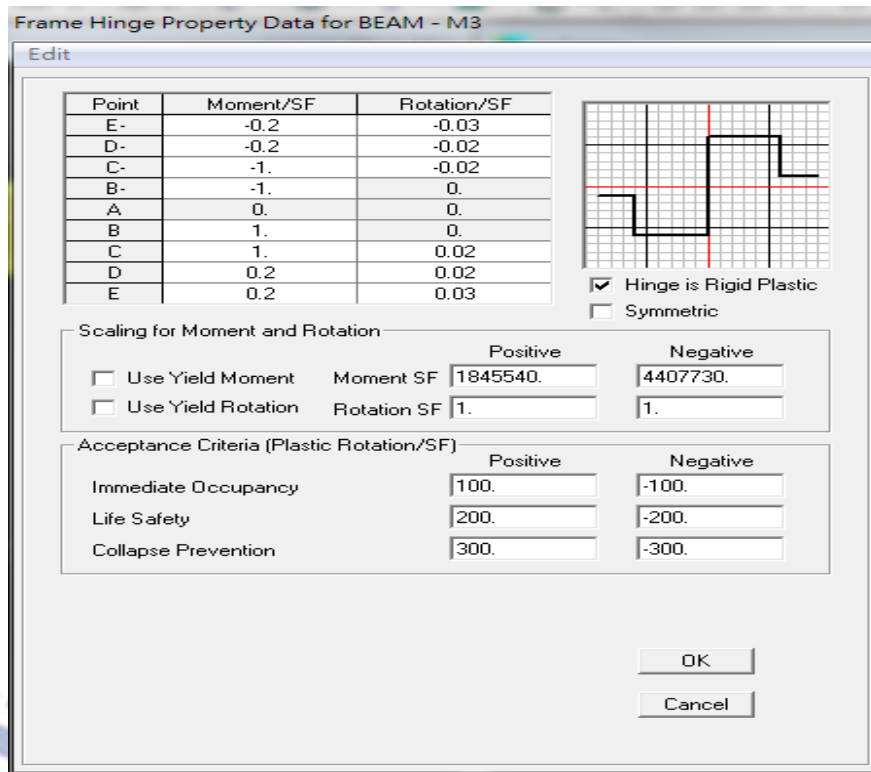 Frame Hinge Property Data for BEAM - M3
Edit
Point Moment/SF Rotation/SF
E- -0.2 -0.03
D- -0.2 -0.02
C- -1. -0.02
B- -1. 0.
A 0. 0.
B 1. 0.
C 1. 0.02
D 0.2 0.02
E 0.2 0.03
Hinge is Rigid Plastic
Symmetric
Scaling for Moment and Rotation
Positive Negative
Use Yield Moment Moment SF 1845540. 4407730.
Use Yield Rotation Rotation SF 1. 1.
Acceptance Criteria (Plastic Rotation/SF)
Positive Negative
Immediate Occupancy 100. -100.
Life Safety 200. -200.
Collapse Prevention 300. -300.
OK
Cancel